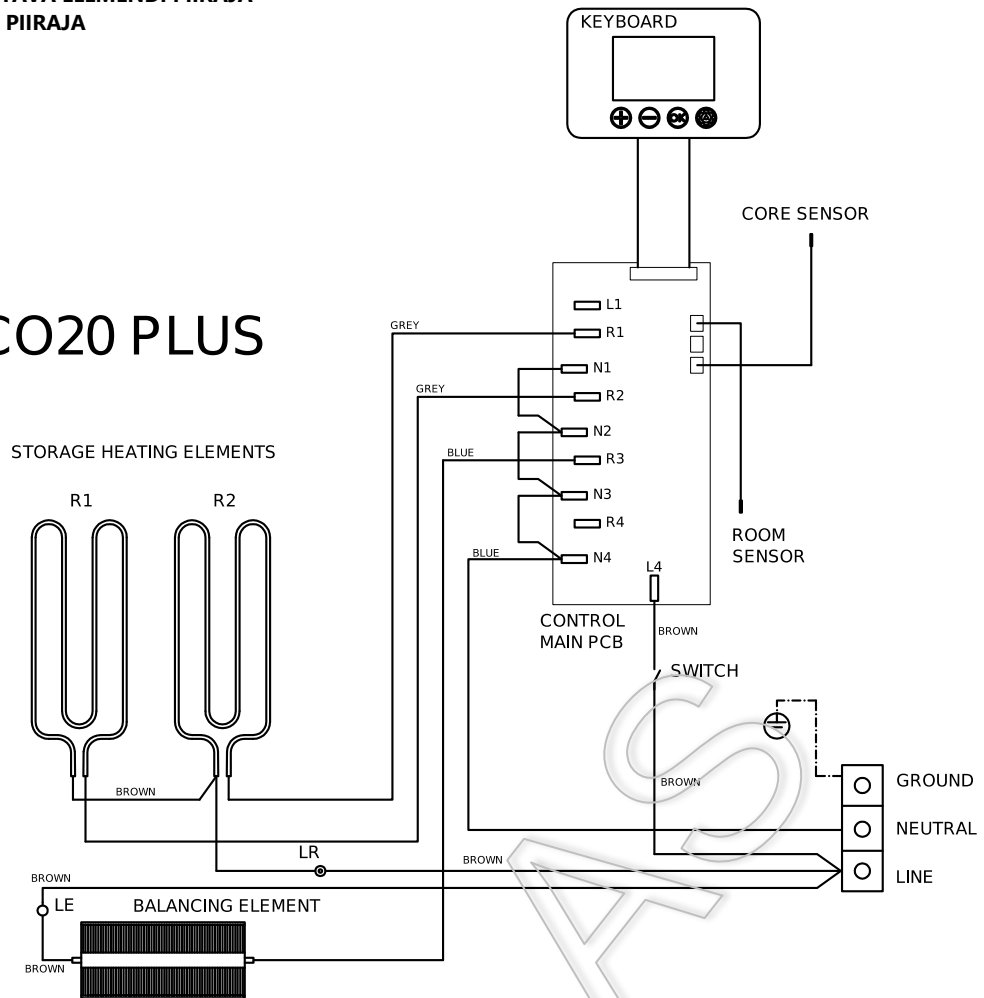 PIIRAJA
KEYBOARD
OK
CORE SENSOR
L1
GREY
R1
CO20 PLUS
N1
GREY
R2
N2
STORAGE HEATING ELEMENTS
BLUE
R3
R1
R2
N3
R4
ROOM
SENSOR
BLUE
N4
L4
CONTROL
MAIN PCB
BROWN
SWITCH
BROWN
GROUND
BROWN
NEUTRAL
LR
BROWN
LINE
BROWN
LE
BALANCING ELEMENT
BROWN
AS